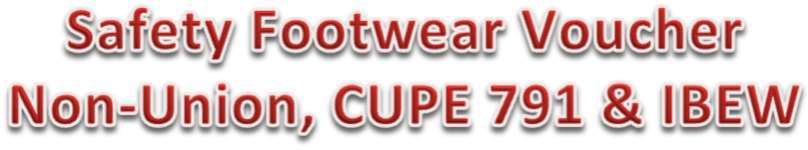 Safety Footwear Voucher
Non-Union, CUPE 791 & IBEW